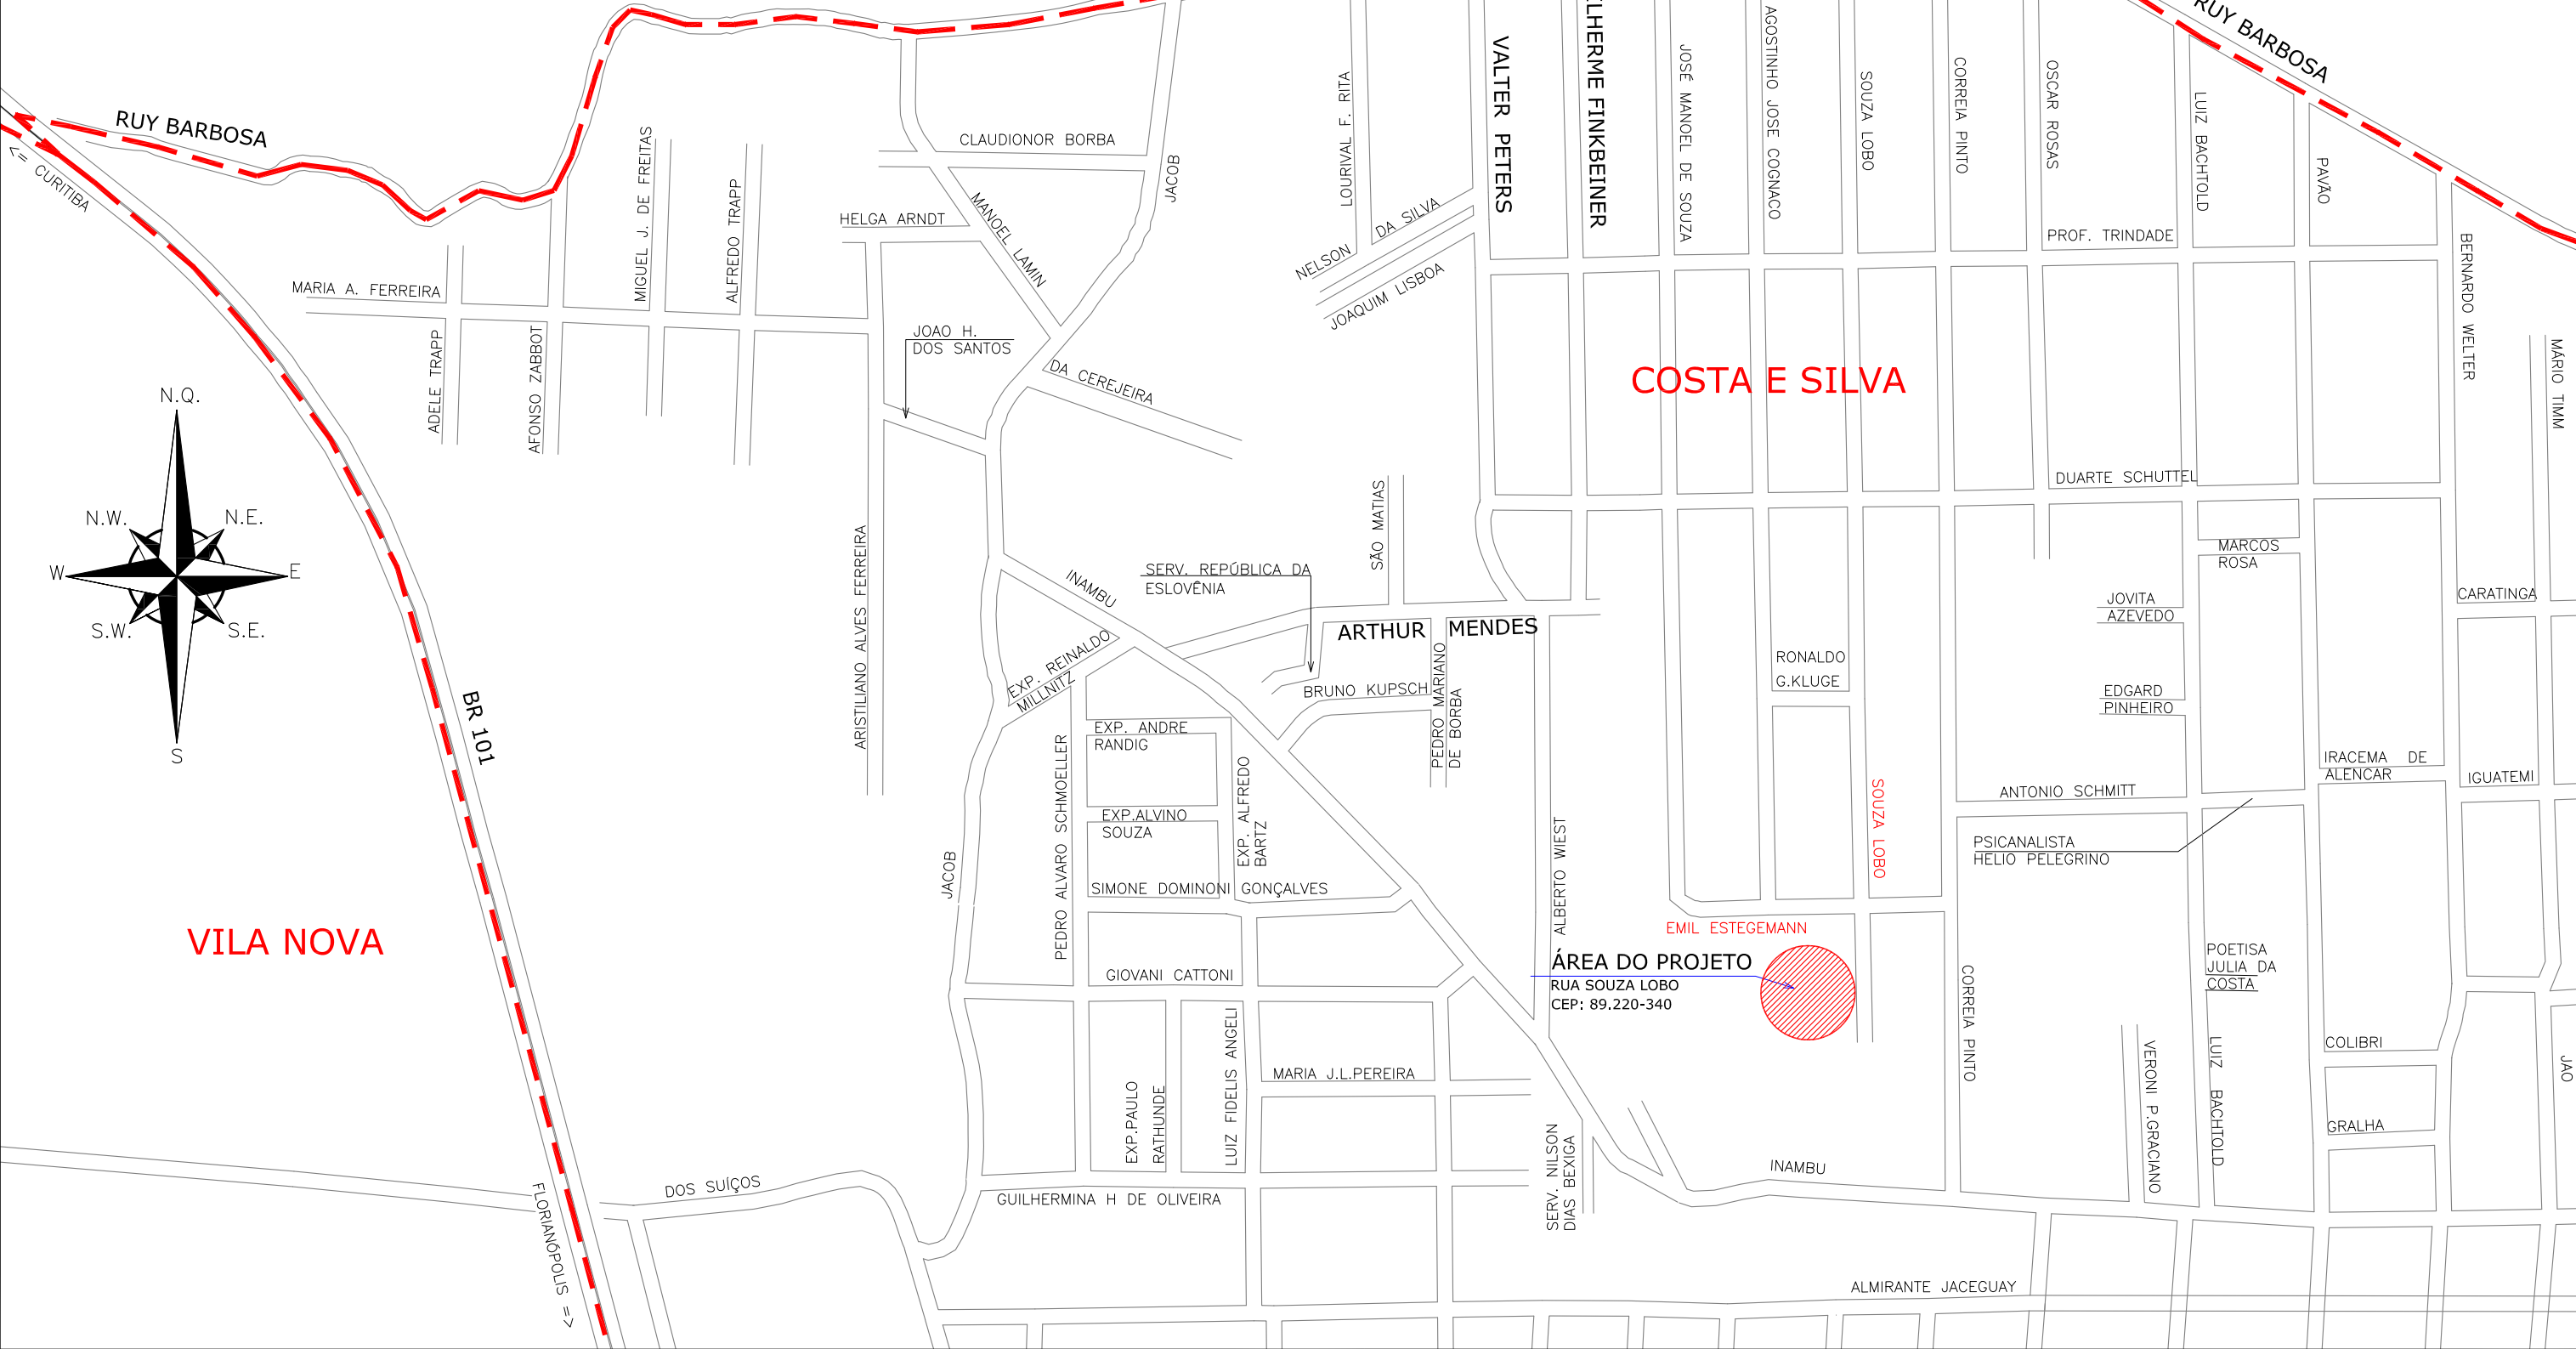 RUY BARBOSA
RUY BARBOSA
<= CURITIBA
CLAUDIONOR BORBA
JACOB
MANOEL LAMIN
HELGA ARNDT
MIGUEL J. DE FREITAS
ALFREDO TRAPP
MARIA A. FERREIRA
ADELE TRAPP
AFONSO ZABBOT
JOAO H.
DOS SANTOS
DA CEREJEIRA
LOURIVAL F. RITA
NELSON DA SILVA
JOAQUIM LISBOA
VALTER PETERS
LHERME FINKBEINER
JOSÉ MANOEL DE SOUZA
AGOSTINHO JOSE COGNACO
SOUZA LOBO
CORREIA PINTO
OSCAR ROSAS
LUIZ BACHTOLD
PAVÃO
PROF. TRINDADE
BERNARDO WELTER
MÁRIO TIMM
COSTA E SILVA
DUARTE SCHUTTEL
N.Q.
N.W.
N.E.
W
E
S.W.
S.E.
S
ARISTILIANO ALVES FERREIRA
INAMBU
SERV. REPÚBLICA DA
ESLOVÊNIA
SÃO MATIAS
ARTHUR MENDES
MARCOS
ROSA
JOVITA
AZEVEDO
CARATINGA
EXP. REINALDO
MILLNITZ
BRUNO KUPSCH
PEDRO MARIANO
DE BORBA
RONALDO
G.KLUGE
EDGARD
PINHEIRO
BR 101
EXP. ANDRE
RANDIG
PEDRO ALVARO SCHMOELLER
EXP. ALFREDO
BARTZ
EXP.ALVINO
SOUZA
IRACEMA DE
ALENCAR
IGUATEMI
ANTONIO SCHMITT
SOUZA LOBO
PSICANALISTA
HELIO PELEGRINO
ALBERTO WIEST
JACOB
SIMONE DOMINONI GONÇALVES
VILA NOVA
EMIL ESTEGEMANN
ÁREA DO PROJETO
RUA SOUZA LOBO
CEP: 89.220-340
GIOVANI CATTONI
POETISA
JULIA DA
COSTA
CORREIA PINTO
LUIZ FIDELIS ANGELI
MARIA J.L.PEREIRA
EXP.PAULO
RATHUNDE
COLIBRI
VERONI P.GRACIANO
LUIZ BACHTOLD
JAO
GRALHA
SERV. NILSON
DIAS BEXIGA
INAMBU
DOS SUÍÇOS
GUILHERMINA H DE OLIVEIRA
FLORIANÓPOLIS =>
ALMIRANTE JACEGUAY